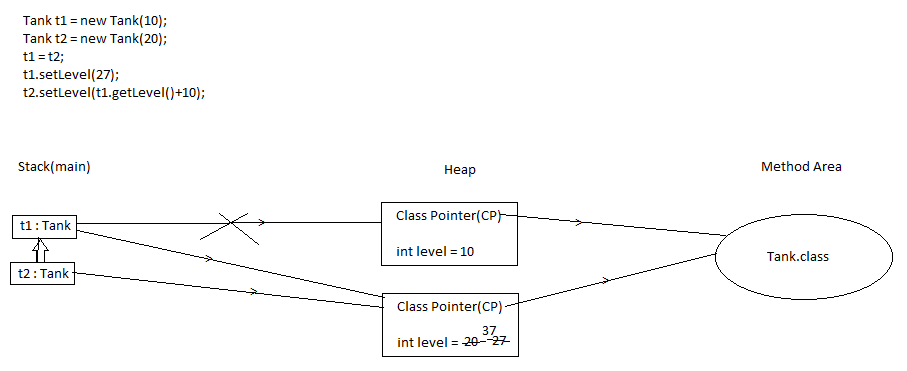 Tank t1 = new Tank(10);
Tank t2 = new Tank(20);
t1 = t2;
t1.setLevel(27);
t2.setLevel(t1.getLevel()+10);
Stack(main)
Heap
Method Area
t1 : Tank
t2 : Tank
Class Pointer(CP)
int level = 10
Tank.class
Class Pointer(CP)
37
int level = 20 27